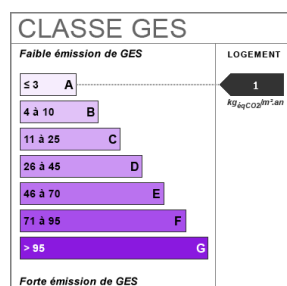 CLASSE GES
Faible émission de GES
LOGEMENT
≤ 3 A
1
kgéqCO2/m².an
4 à 10 B
11 à 25 C
26 à 45 D
46 à 70 E
71 à 95 F
> 95 G
Forte émission de GES